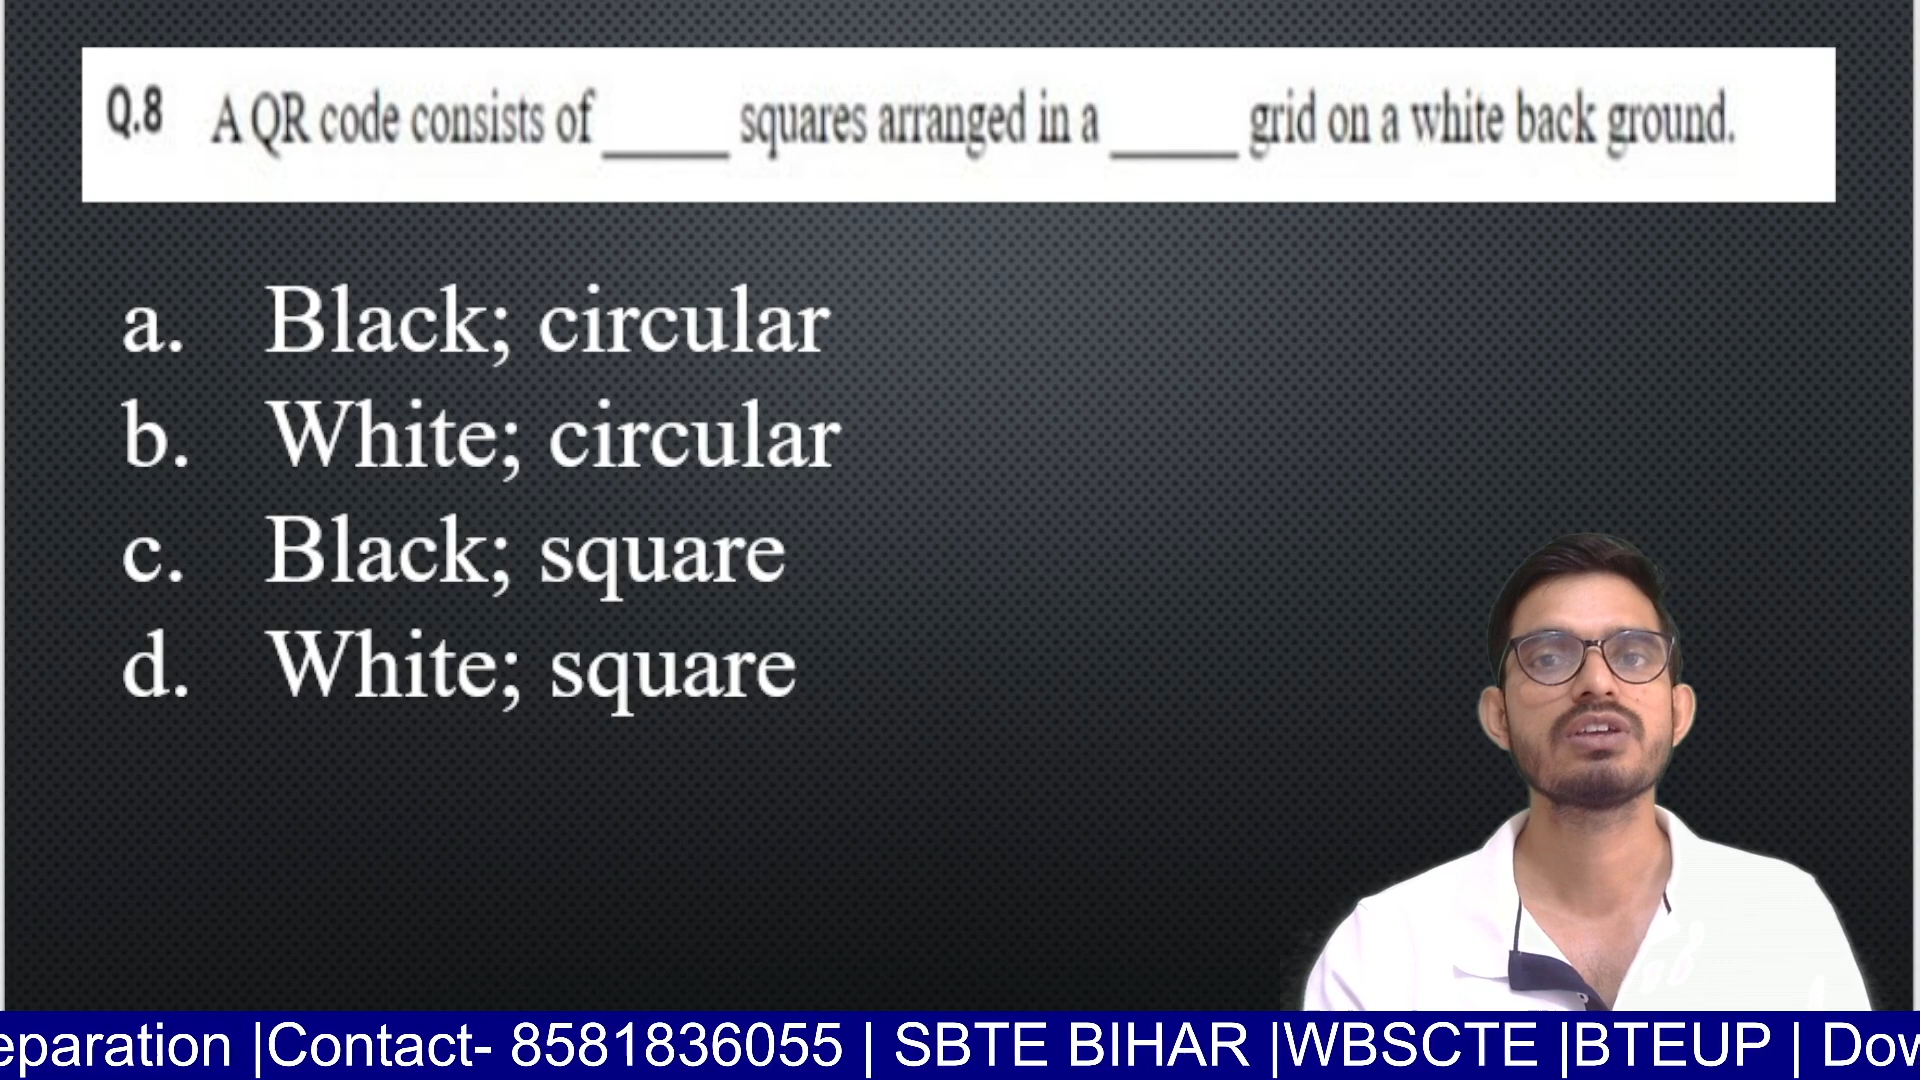 Q.8 A QR code consists of _____ squares arranged in a _____ grid on a white back ground.
a. Black; circular
b. White; circular
c. Black; square
d. White; square
eparation |Contact- 8581836055 | SBTE BIHAR |WBSCTE |BTEUP | Dow